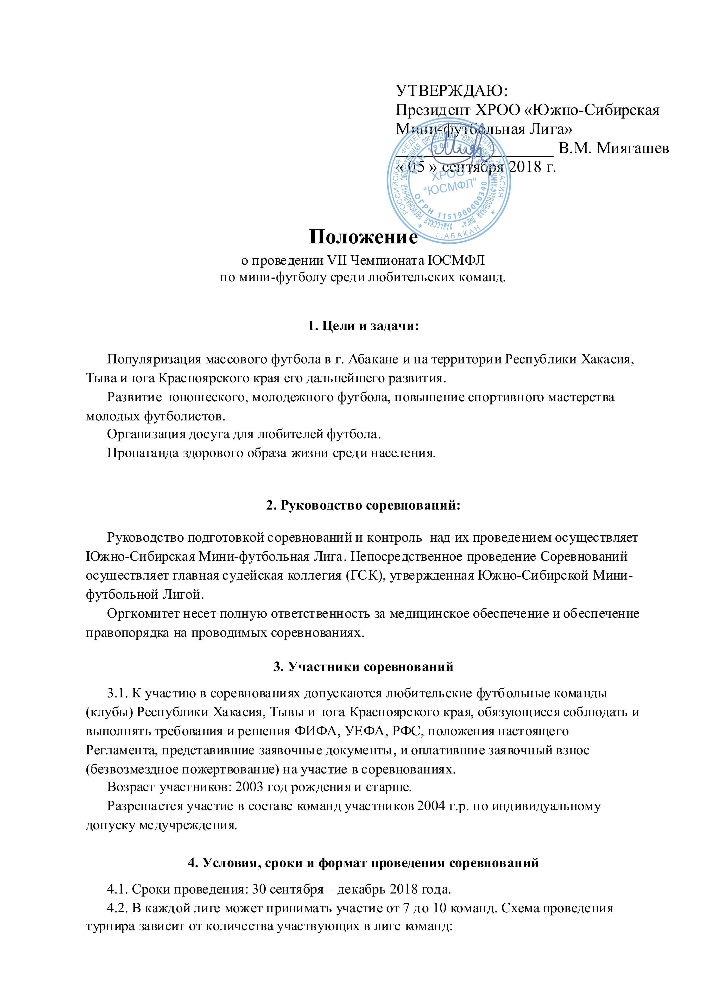 УТВЕРЖДАЮ:
Президент ХРОО «Южно-Сибирская
Мини-футбольная Лига»
В.М. Миягашев
« 05 » сентября 2018 г.
РОССИЙСКАЯ ФЕДЕРАЦИЯ РЕСПУБЛИКА ХАКАСИЯ
* г. АБАКАН *
ХАКАССКАЯ РЕГИОНАЛЬНАЯ ОБЩЕСТВЕННАЯ ОРГАНИЗАЦИЯ "ЮЖНО-СИБИРСКАЯ МИНИ-ФУТБОЛЬНАЯ ЛИГА"
ИНН
ХРОО
“ЮСМФЛ”
ОГРН 1151900000340
Положение
о проведении VII Чемпионата ЮСМФЛ
по мини-футболу среди любительских команд.
1. Цели и задачи:
Популяризация массового футбола в г. Абакане и на территории Республики Хакасия,
Тыва и юга Красноярского края его дальнейшего развития.
Развитие  юношеского, молодежного футбола, повышение спортивного мастерства
молодых футболистов.
Организация досуга для любителей футбола.
Пропаганда здорового образа жизни среди населения.
2. Руководство соревнований:
Руководство подготовкой соревнований и контроль  над их проведением осуществляет
Южно-Сибирская Мини-футбольная Лига. Непосредственное проведение Соревнований
осуществляет главная судейская коллегия (ГСК), утвержденная Южно-Сибирской Мини-
футбольной Лигой.
Оргкомитет несет полную ответственность за медицинское обеспечение и обеспечение
правопорядка на проводимых соревнованиях.
3. Участники соревнований
3.1. К участию в соревнованиях допускаются любительские футбольные команды
(клубы) Республики Хакасия, Тывы и  юга Красноярского края, обязующиеся соблюдать и
выполнять требования и решения ФИФА, УЕФА, РФС, положения настоящего
Регламента, представившие заявочные документы, и оплатившие заявочный взнос
(безвозмездное пожертвование) на участие в соревнованиях.
Возраст участников: 2003 год рождения и старше.
Разрешается участие в составе команд участников 2004 г.р. по индивидуальному
допуску медучреждения.
4. Условия, сроки и формат проведения соревнований
4.1. Сроки проведения: 30 сентября – декабрь 2018 года.
4.2. В каждой лиге может принимать участие от 7 до 10 команд. Схема проведения
турнира зависит от количества участвующих в лиге команд: